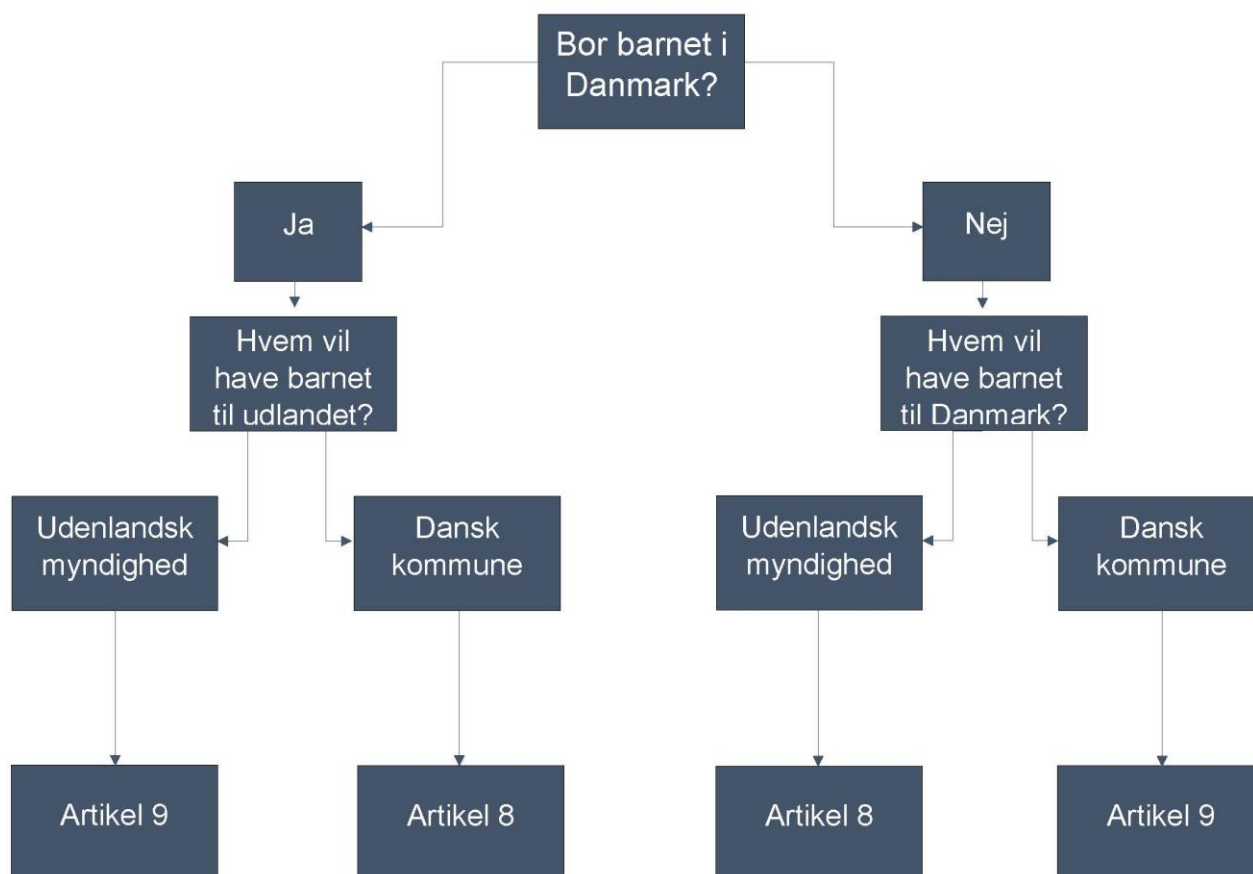 Bor barnet i
Danmark?
Ja
Nej
Hvem vil
have barnet
til udlandet?
Hvem vil
have barnet
til Danmark?
Udenlandsk
myndighed
Dansk
kommune
Udenlandsk
myndighed
Dansk
kommune
Artikel 9
Artikel 8
Artikel 8
Artikel 9